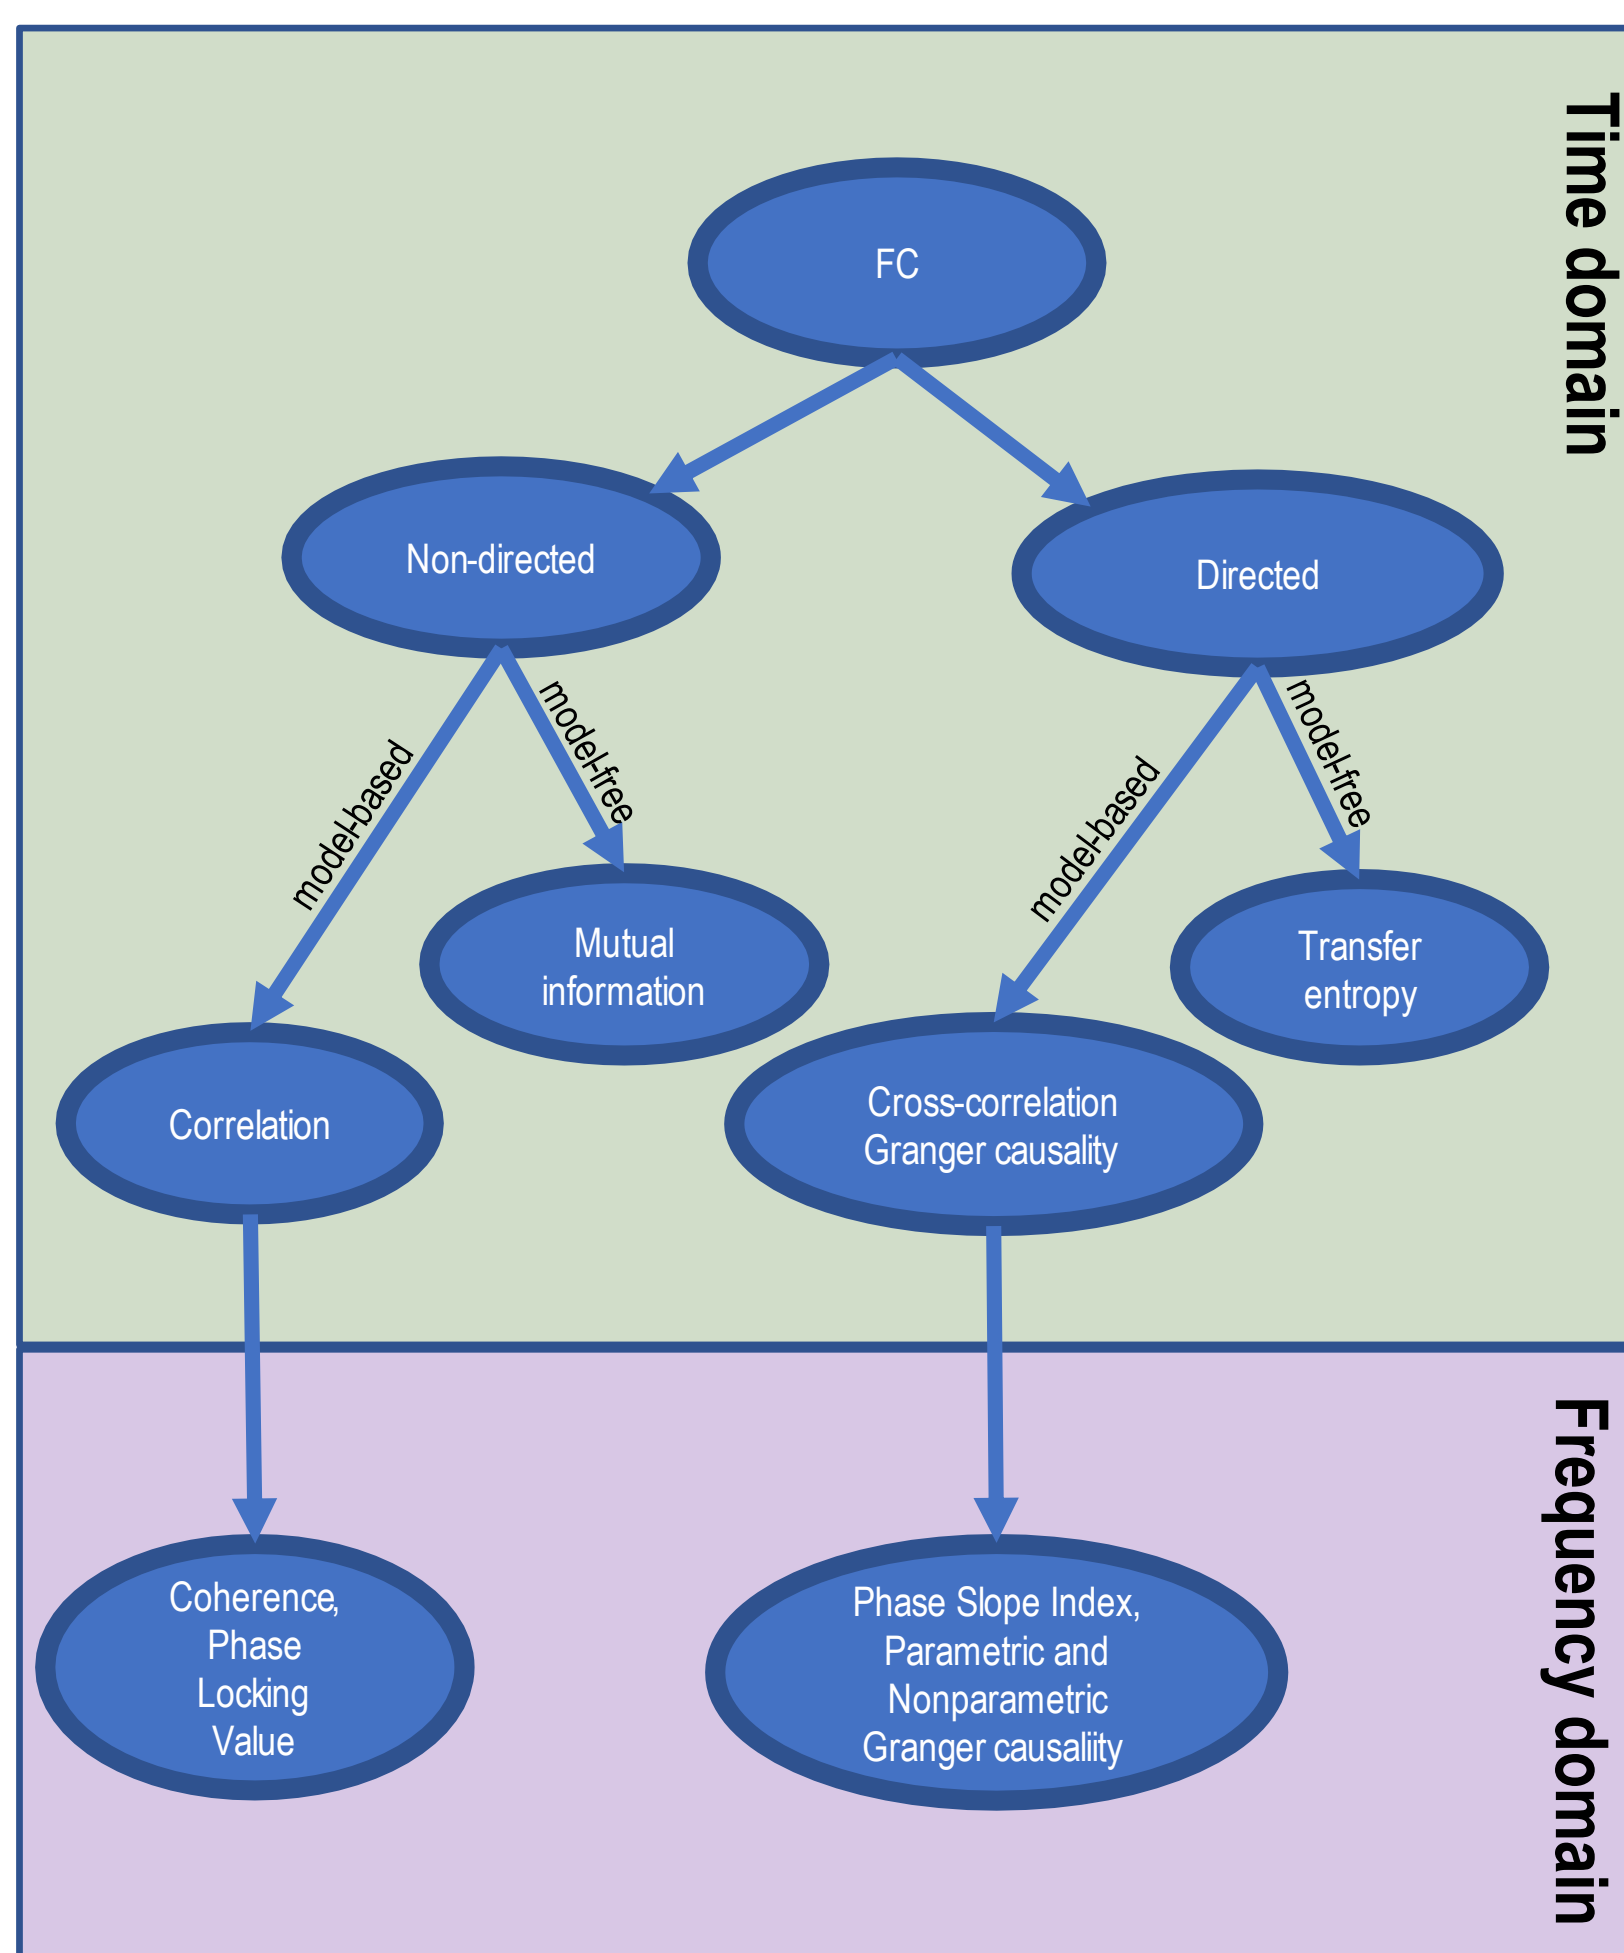 Time domain
FC
Non-directed
Directed
model-based
model-free
model-based
model-free
Mutual
information
Transfer
entropy
Correlation
Cross-correlation
Granger causality
Frequency domain
Coherence,
Phase
Locking
Value
Phase Slope Index,
Parametric and
Nonparametric
Granger causaliity